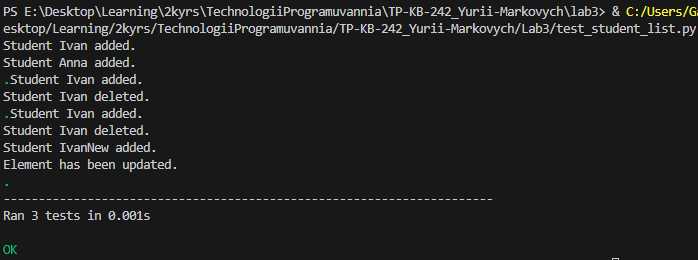 PS E:\Desktop\Learning\2kyrs\TechnologiiProgramuvannia\TP-KB-242_Yurii-Markovych\lab3> & C:/Users/Ga
esktop/Learning/2kyrs/TechnologiiProgramuvannia/TP-KB-242_Yurii-Markovych/Lab3/test_student_list.py
Student Ivan added.
Student Anna added.
.Student Ivan added.
Student Ivan deleted.
.Student Ivan added.
Student Ivan deleted.
Student IvanNew added.
Element has been updated.
.
----------------------------------------------------------------------
Ran 3 tests in 0.001s
OK